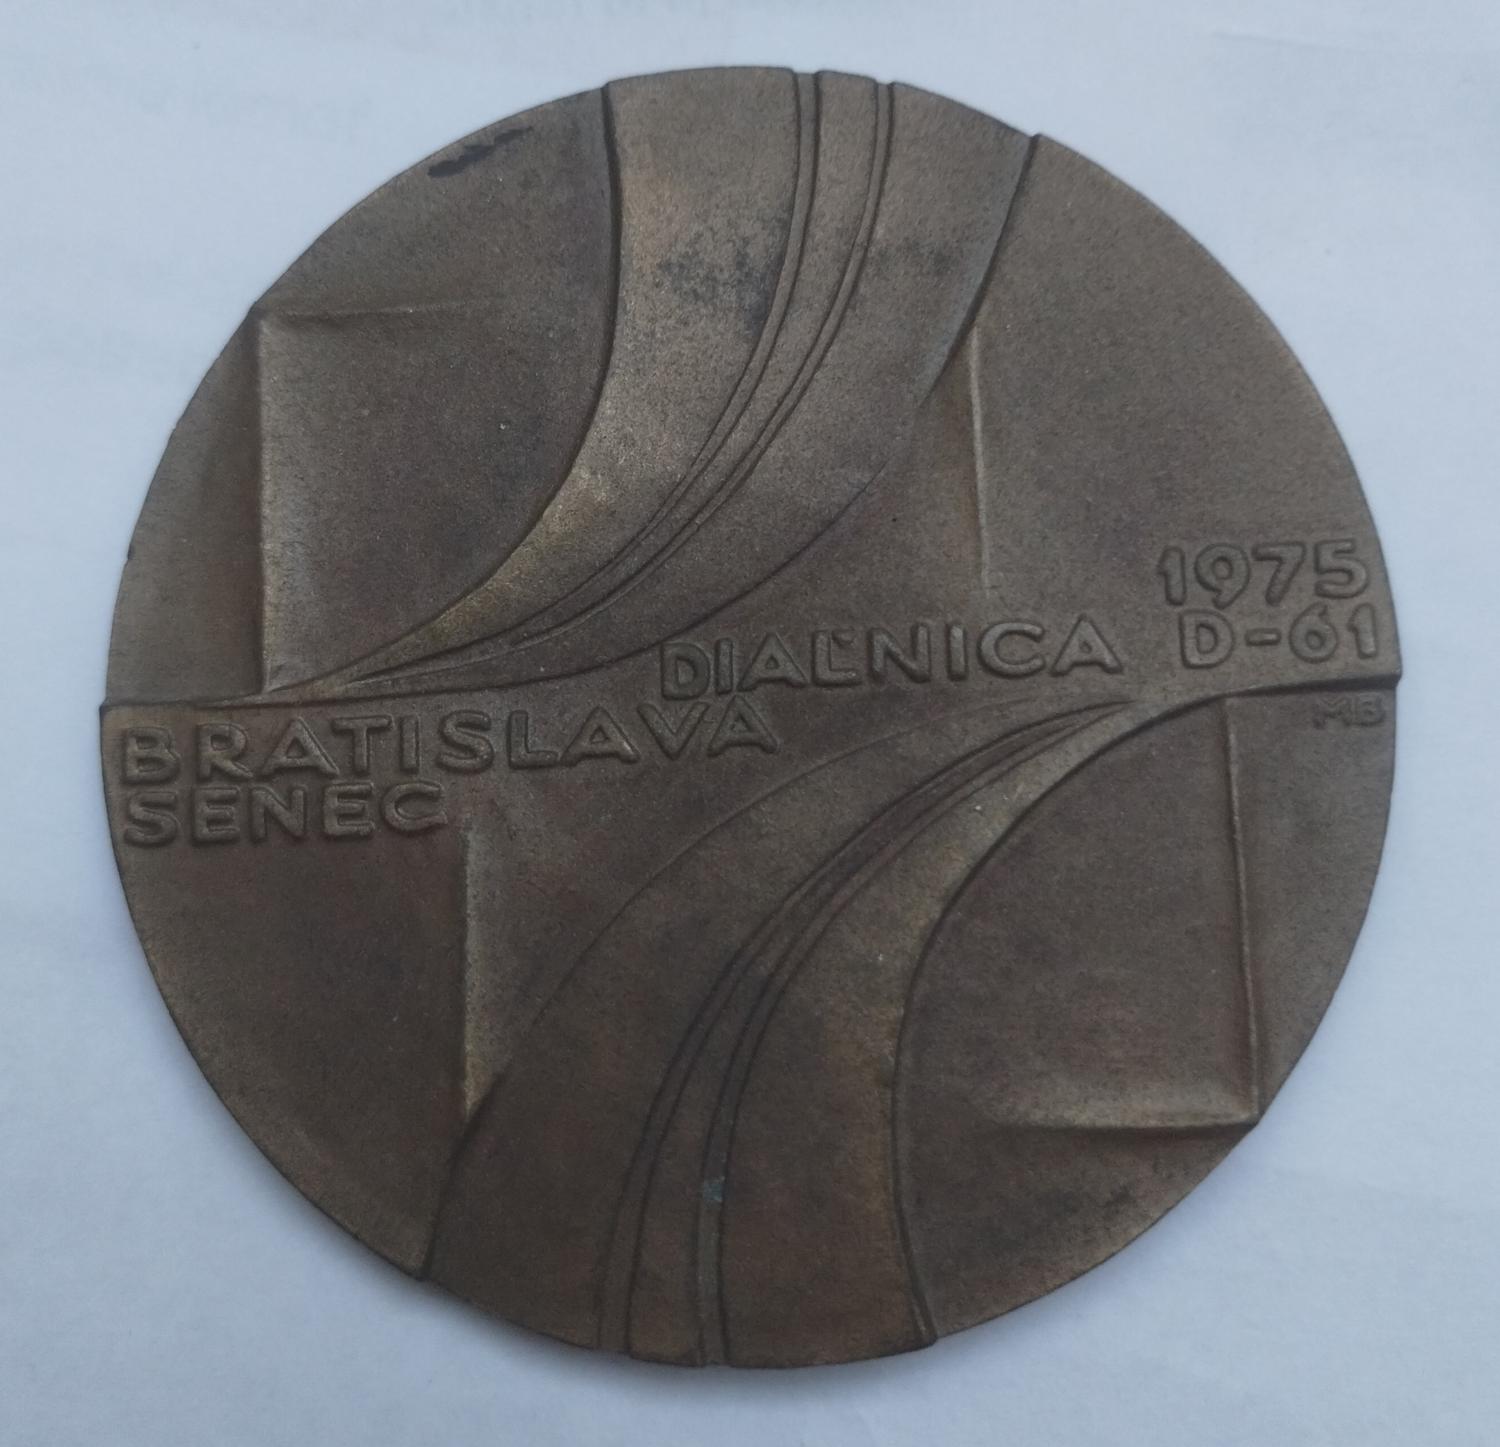 1975
DIAĽNICA D-61
BRATISLAVA
SENEC
MB